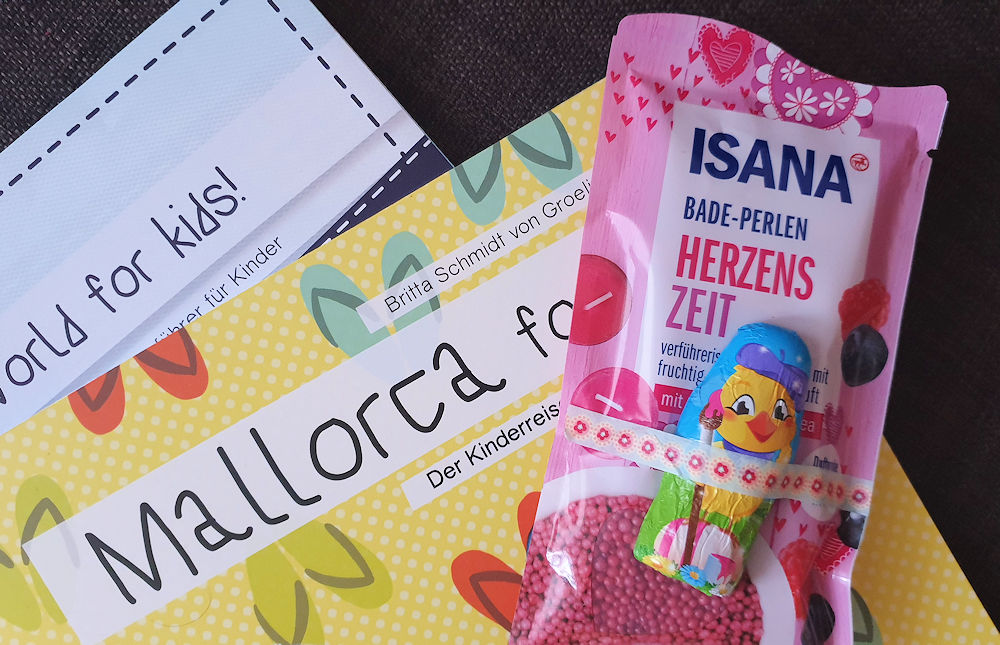 World for kids!
führer für Kinder
Britta Schmidt von Groeli
Mallorca fo
Der Kinderreis
ISANA
BADE-PERLEN
HERZENS
ZEIT
verführeris mit
fruchtig
mit